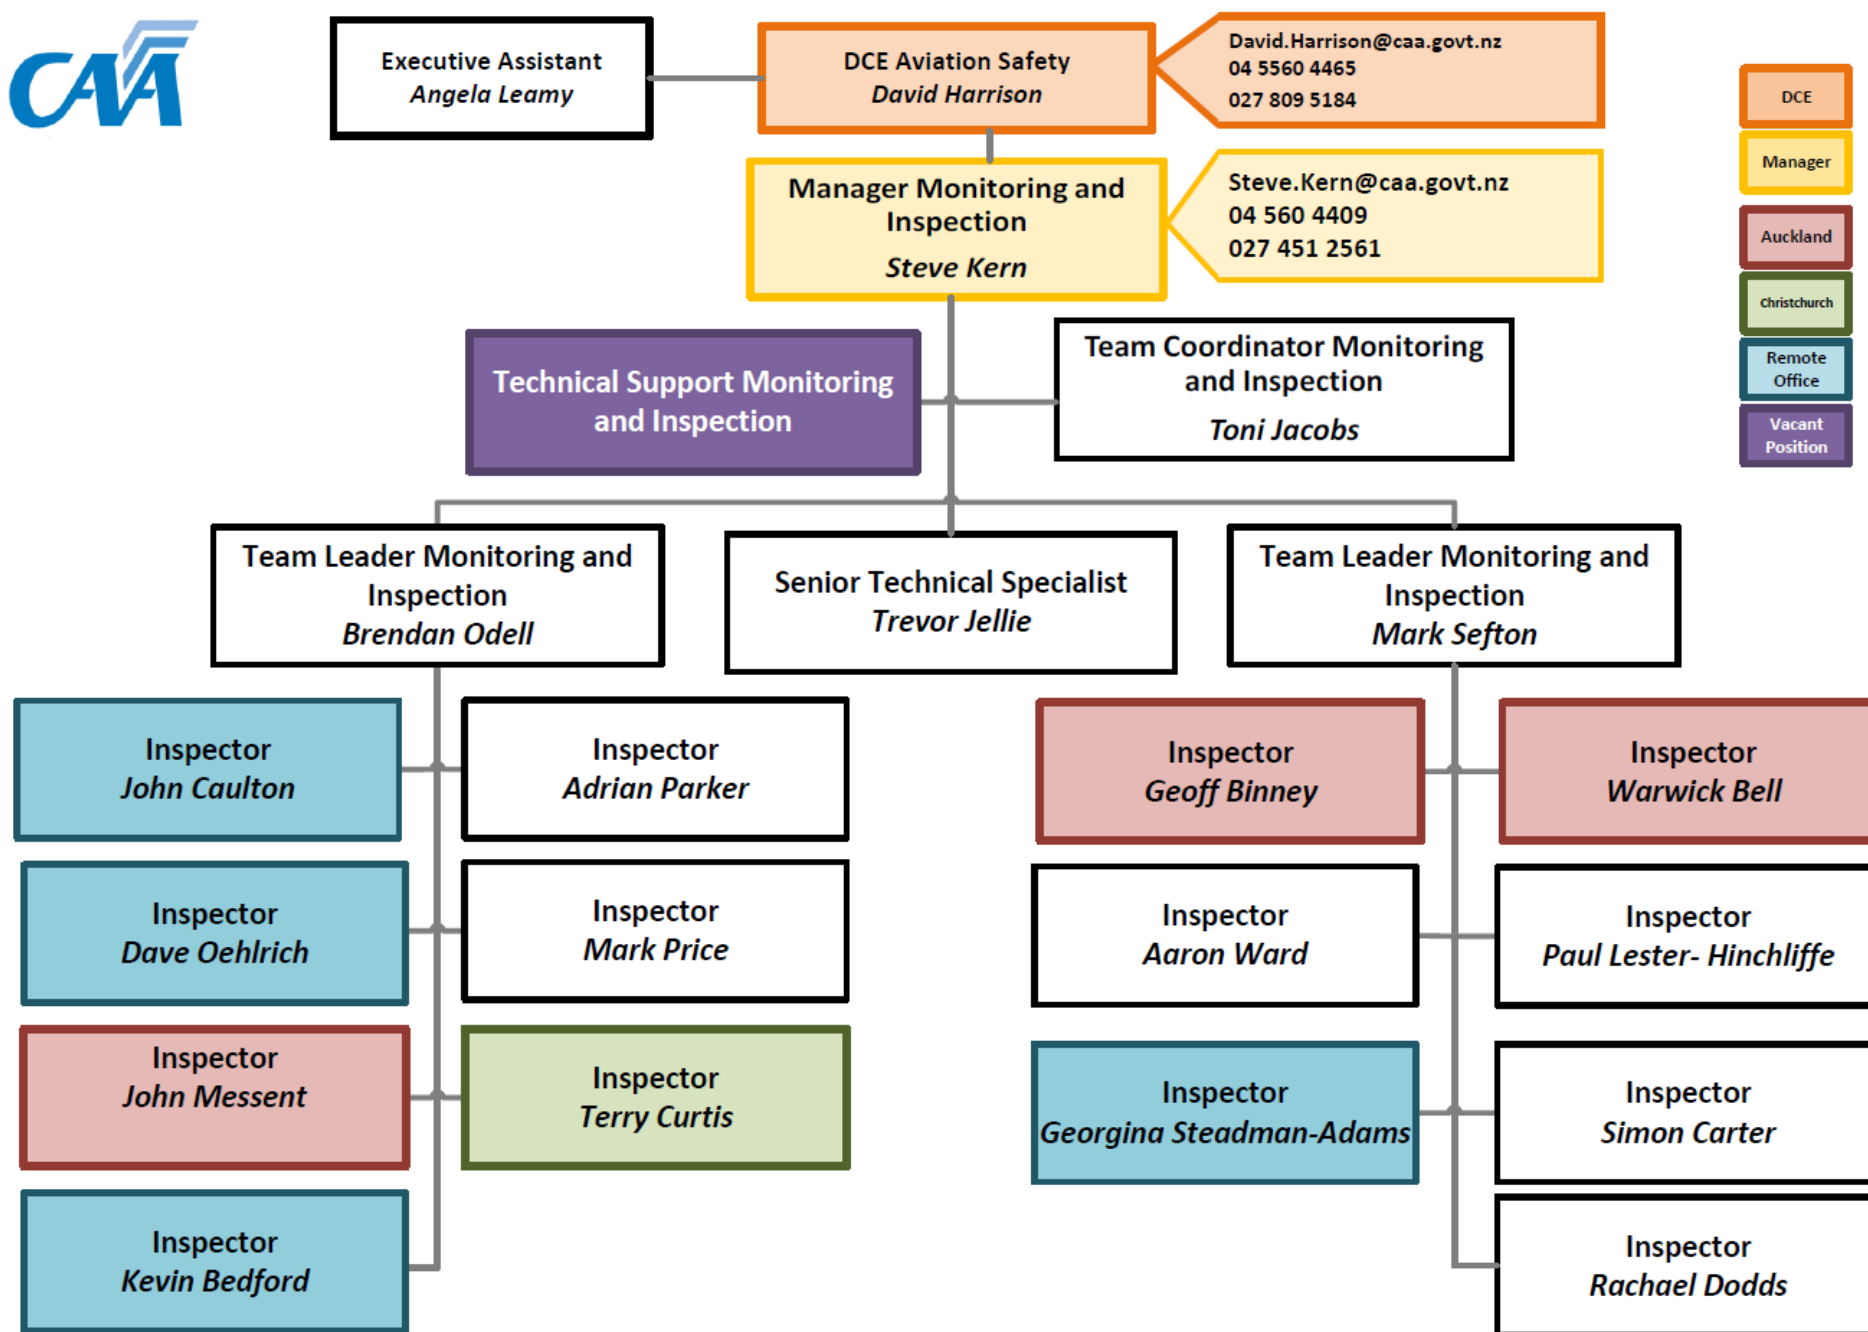 CAA
Executive Assistant
Angela Leamy
DCE Aviation Safety
David Harrison
David.Harrison@caa.govt.nz
04 5560 4465
027 809 5184
Manager Monitoring and
Inspection
Steve Kern
Steve.Kern@caa.govt.nz
04 560 4409
027 451 2561
DCE
Manager
Auckland
Christchurch
Remote
Office
Vacant
Position
Technical Support Monitoring
and Inspection
Team Coordinator Monitoring
and Inspection
Toni Jacobs
Team Leader Monitoring and
Inspection
Brendan Odell
Senior Technical Specialist
Trevor Jellie
Team Leader Monitoring and
Inspection
Mark Sefton
Inspector
John Caulton
Inspector
Adrian Parker
Inspector
Geoff Binney
Inspector
Warwick Bell
Inspector
Dave Oehlrich
Inspector
Mark Price
Inspector
Aaron Ward
Inspector
Paul Lester- Hinchliffe
Inspector
John Messent
Inspector
Terry Curtis
Inspector
Georgina Steadman-Adams
Inspector
Simon Carter
Inspector
Kevin Bedford
Inspector
Rachael Dodds